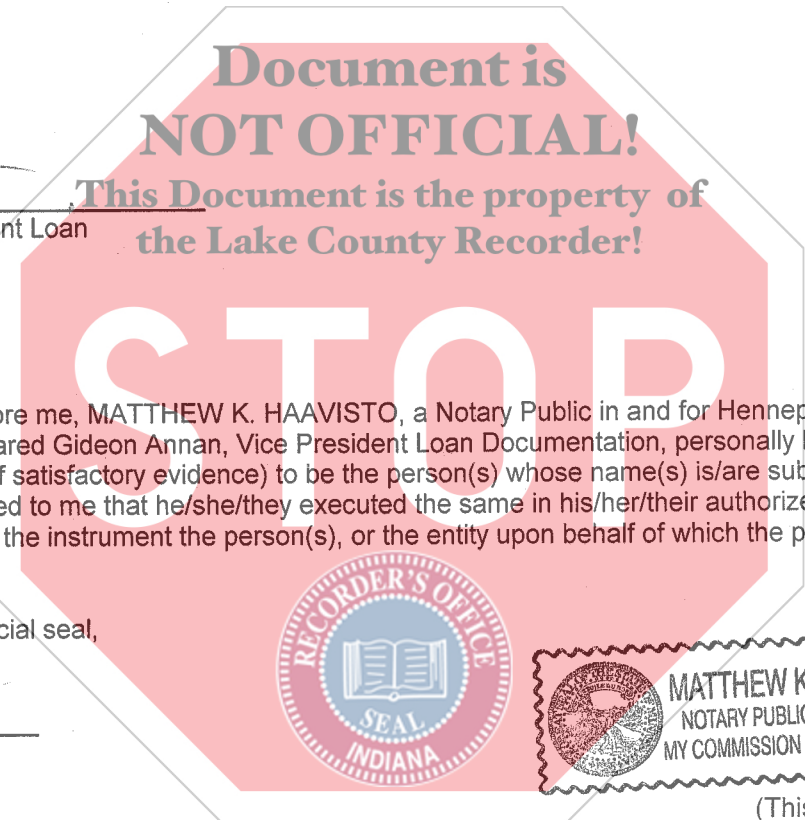 Document is
NOT OFFICIAL!
This Document is the property of
nt Loan
the Lake County Recorder!
STOP
ore me, MATTHEW K. HAAVISTO, a Notary Public in and for Hennep
ared Gideon Annan, Vice President Loan Documentation, personally
f satisfactory evidence) to be the person(s) whose name(s) is/are sub
ed to me that he/she/they executed the same in his/her/their authorize
the instrument the person(s), or the entity upon behalf of which the p
cial seal,
RECORDER'S OFFICE
SEAL
INDIANA
MATTHEW K
NOTARY PUBLIC
MY COMMISSION
(This